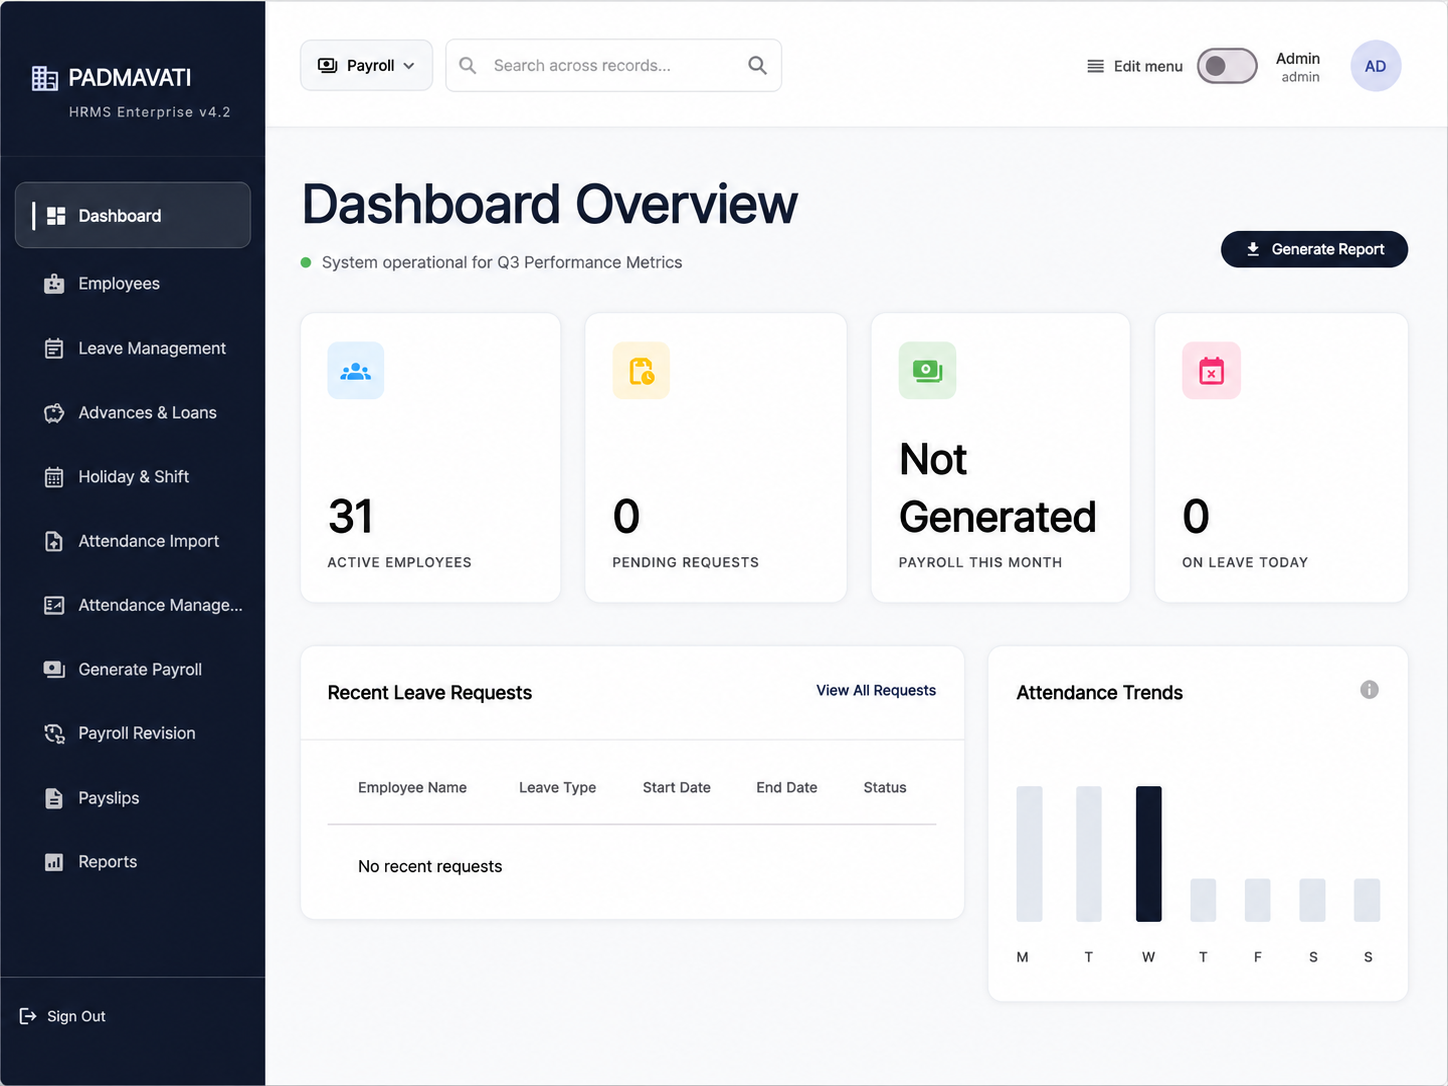 PADMAVATI
HRMS Enterprise v4.2
Dashboard
Employees
Leave Management
Advances & Loans
Holiday & Shift
Attendance Import
Attendance Manage...
Generate Payroll
Payroll Revision
Payslips
Reports
Sign Out
Payroll
Search across records...
Edit menu
Admin
admin
AD
Dashboard Overview
System operational for Q3 Performance Metrics
Generate Report
31
ACTIVE EMPLOYEES
0
PENDING REQUESTS
Not
Generated
PAYROLL THIS MONTH
0
ON LEAVE TODAY
Recent Leave Requests
View All Requests
Employee Name Leave Type Start Date End Date Status
No recent requests
Attendance Trends
M T W T F S S